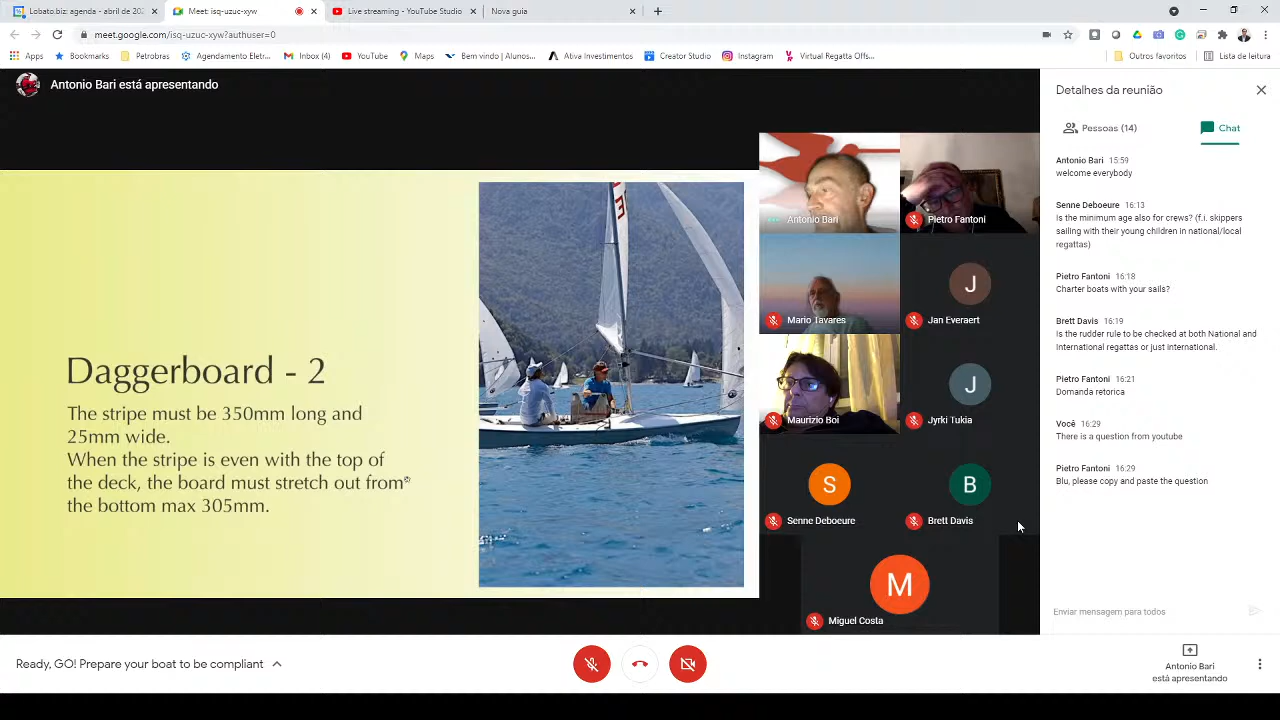 Lobato.biz: agenda - abril de 202
Meet: isq-uzuc-xyw
Live streaming - YouTube Studio
Nova guia
meet.google.com/isq-uzuc-xyw?authuser=0
Apps
Bookmarks
Petrobras
Agendamento Eletr...
Inbox (4)
YouTube
Maps
Bem vindo | Alunos...
Ativa Investimentos
Creator Studio
Instagram
Virtual Regatta Offs...
Outros favoritos
Lista de leitura
Antonio Bari está apresentando
Daggerboard - 2
The stripe must be 350mm long and
25mm wide.
When the stripe is even with the top of
the deck, the board must stretch out from
the bottom max 305mm.
Antonio Bari
Pietro Fantoni
Mario Tavares
J
Jan Everaert
Maurizio Boi
J
Jyrki Tukia
S
Senne Deboeure
B
Brett Davis
M
Miguel Costa
Detalhes da reunião
Pessoas (14)
Chat
Antonio Bari 15:59
welcome everybody
Senne Deboeure 16:13
Is the minimum age also for crews? (f.i. skippers
sailing with their young children in national/local
regattas)
Pietro Fantoni 16:18
Charter boats with your sails?
Brett Davis 16:19
Is the rudder rule to be checked at both National and
International regattas or just international.
Pietro Fantoni 16:21
Domanda retorica
Você 16:29
There is a question from youtube
Pietro Fantoni 16:29
Blu, please copy and paste the question
Enviar mensagem para todos
Ready, GO! Prepare your boat to be compliant
Antonio Bari
está apresentando